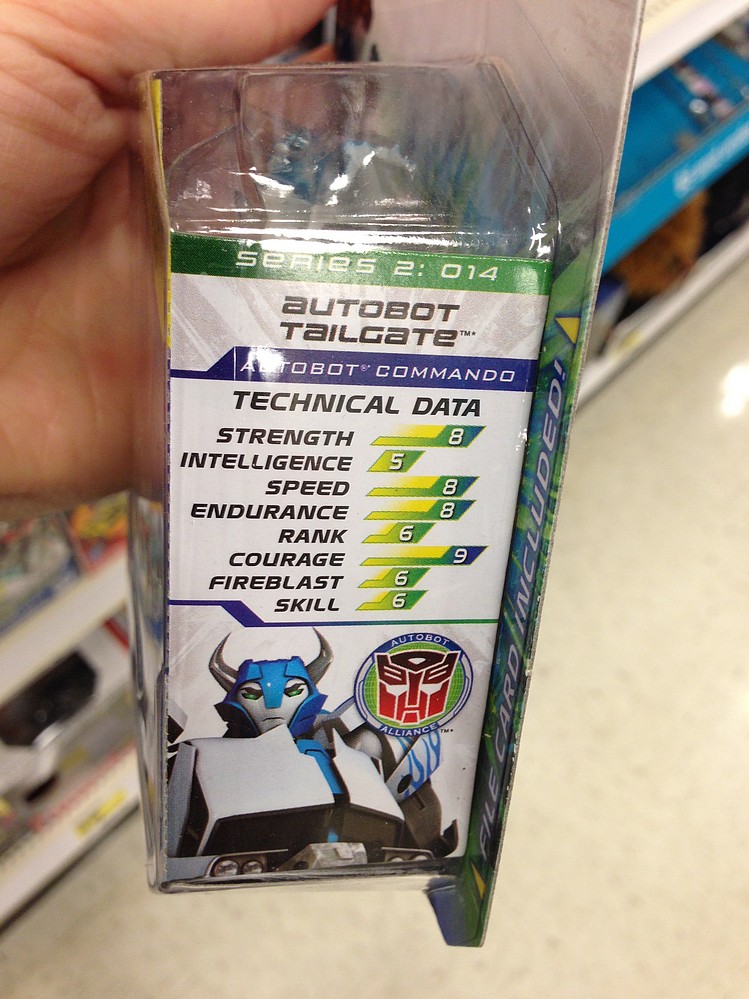 SERIES 2: 014
AUTOBOT
TAILGATE™*
AUTOBOT® COMMANDO
TECHNICAL DATA
STRENGTH 8
INTELLIGENCE 5
SPEED 8
ENDURANCE 8
RANK 6
COURAGE 9
FIREBLAST 6
SKILL 6
AUTOBOT
ALLIANCE
™*
FILE CARD INCLUDED!